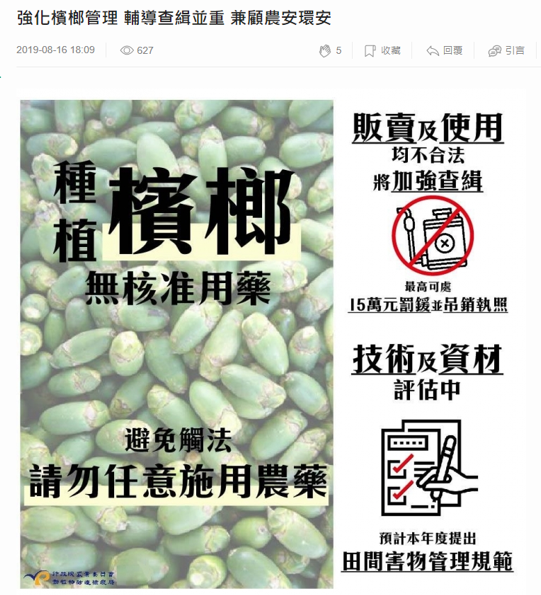 強化檳榔管理 輔導查緝並重 兼顧農安環安
2019-08-16 18:09 627 5 收藏 回覆 引言
種植
檳榔
無核准用藥
避免觸法
請勿任意施用農藥
販賣及使用
均不合法
將加強查緝
最高可處
15萬元罰鍰並吊銷執照
技術及資材
評估中
預計本年度提出
田間害物管理規範